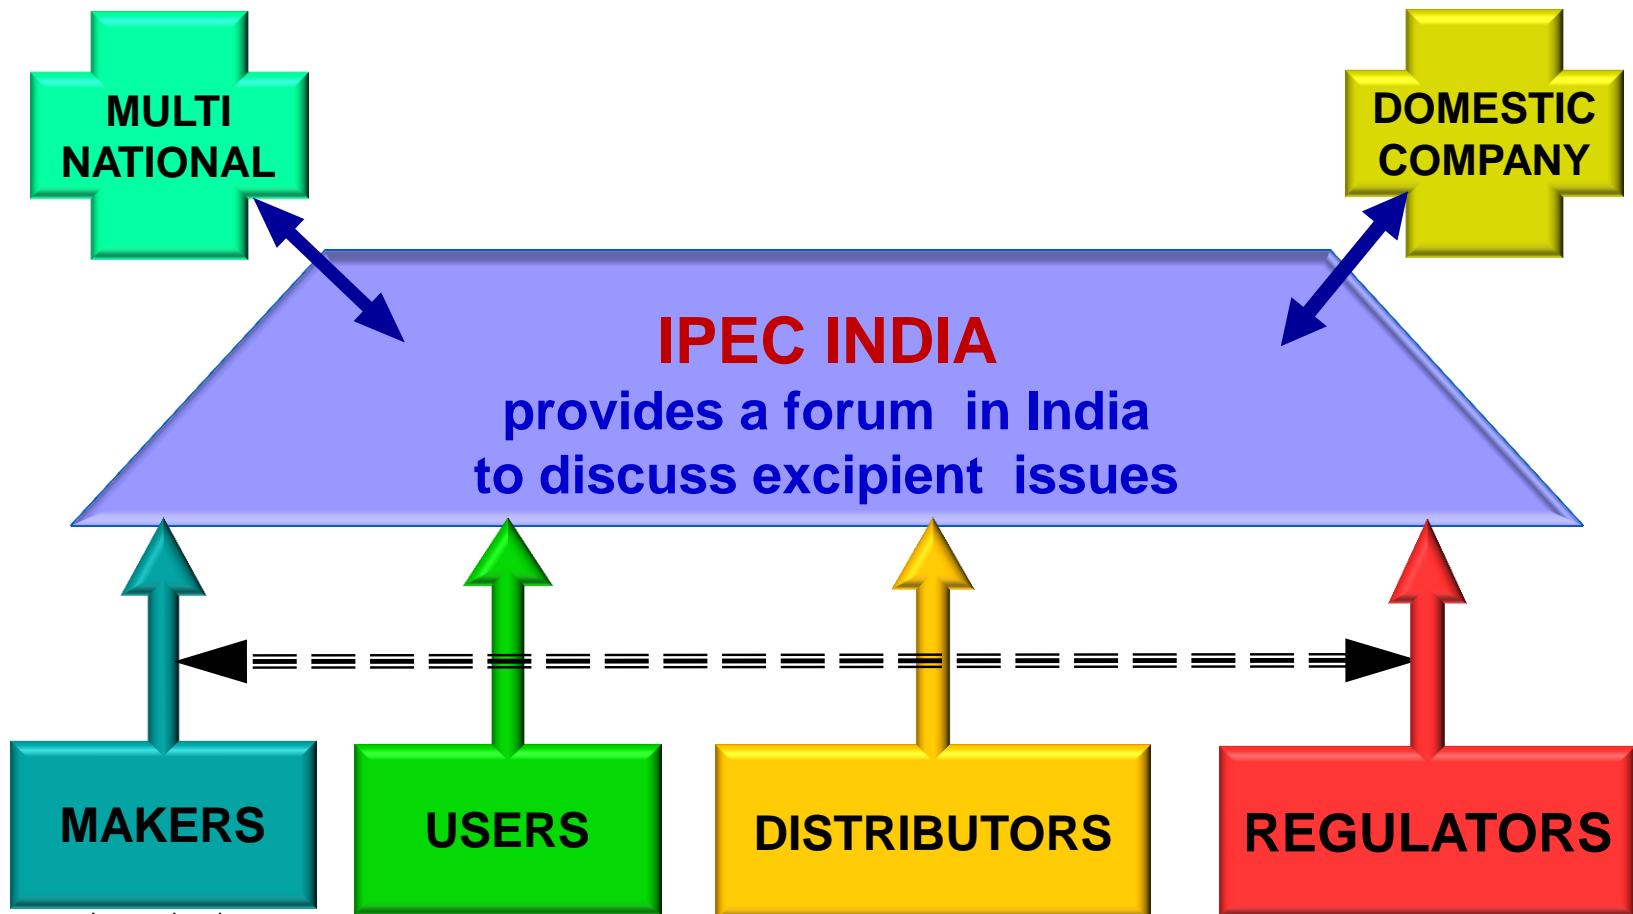 MULTI
NATIONAL
DOMESTIC
COMPANY
IPEC INDIA
provides a forum in India
to discuss excipient issues
MAKERS
USERS
DISTRIBUTORS
REGULATORS